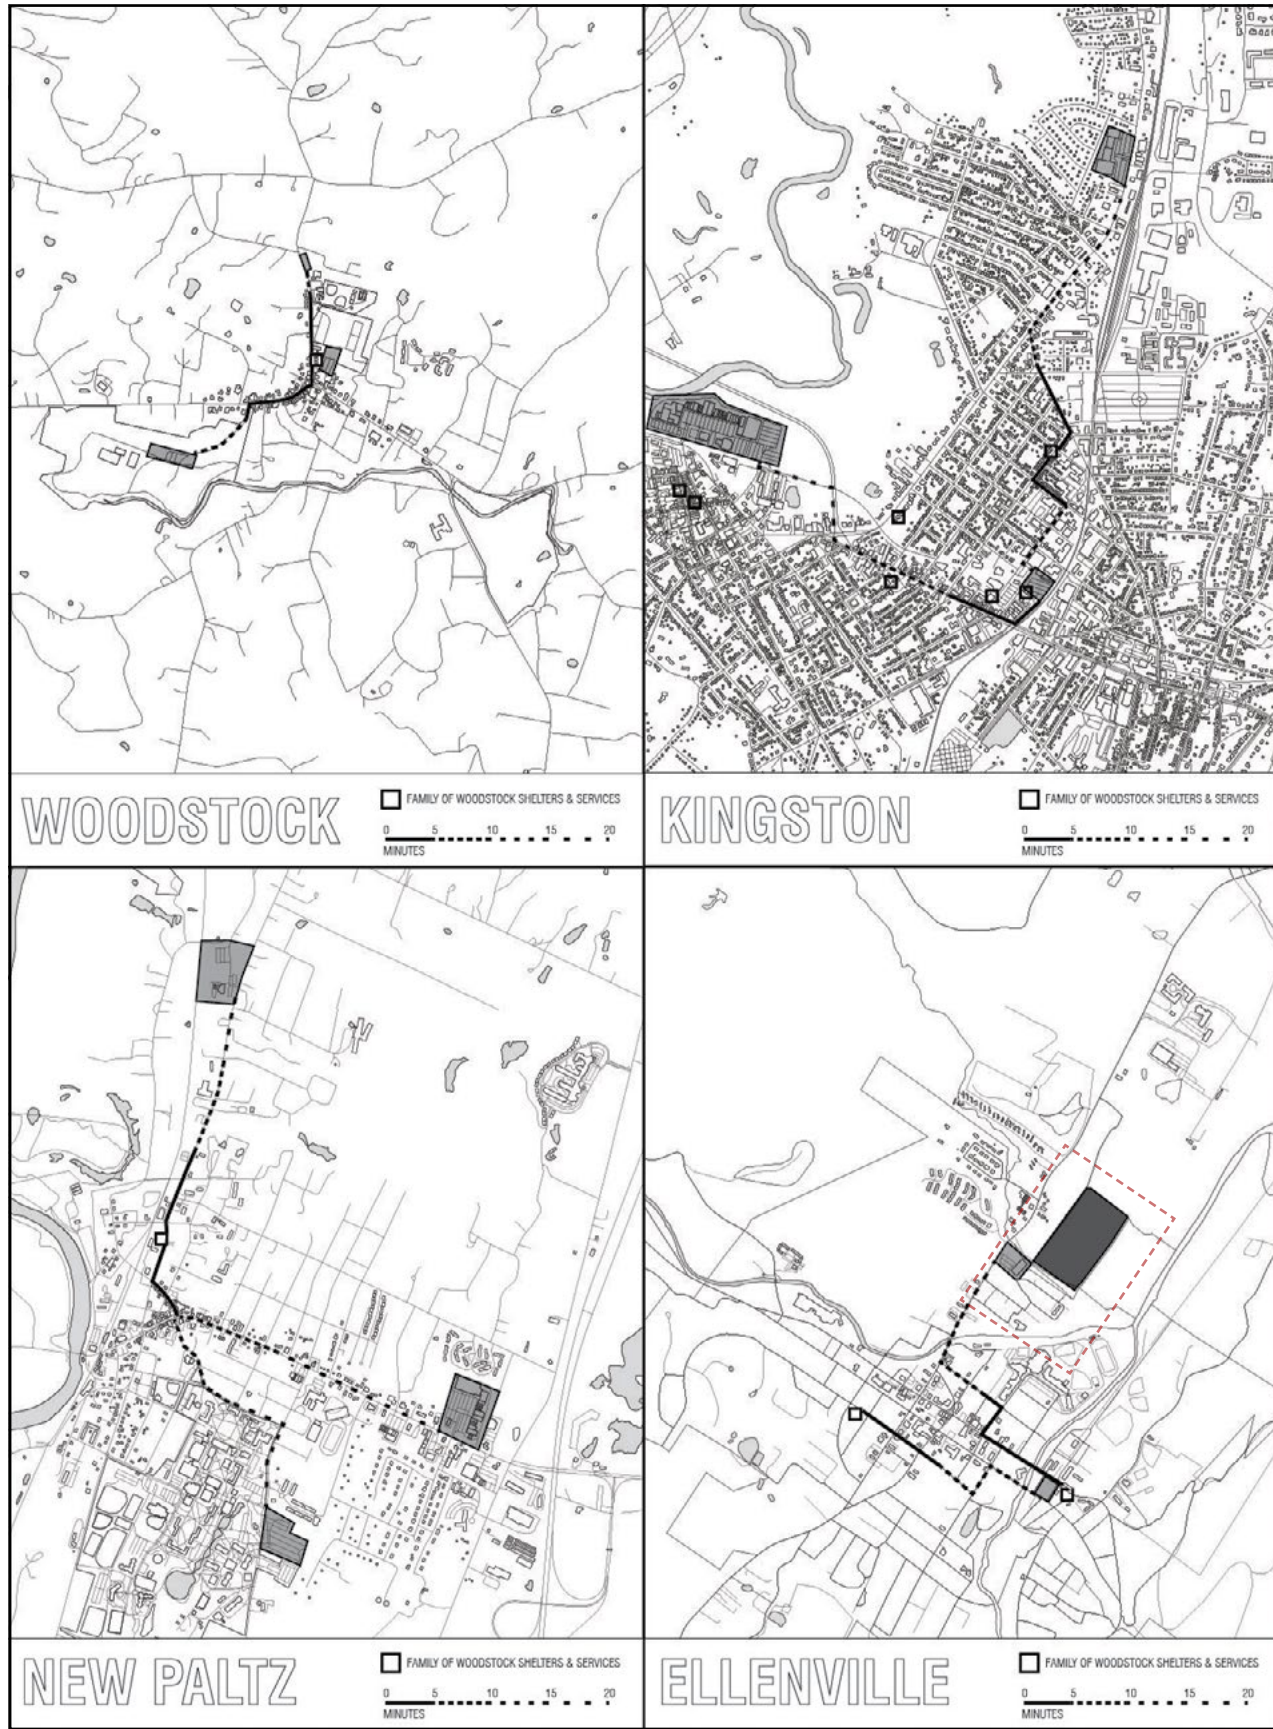 WOODSTOCK
FAMILY OF WOODSTOCK SHELTERS & SERVICES
0 5 10 15 20
MINUTES
KINGSTON
FAMILY OF WOODSTOCK SHELTERS & SERVICES
0 5 10 15 20
MINUTES
NEW PALTZ
FAMILY OF WOODSTOCK SHELTERS & SERVICES
0 5 10 15 20
MINUTES
ELLENVILLE
FAMILY OF WOODSTOCK SHELTERS & SERVICES
0 5 10 15 20
MINUTES